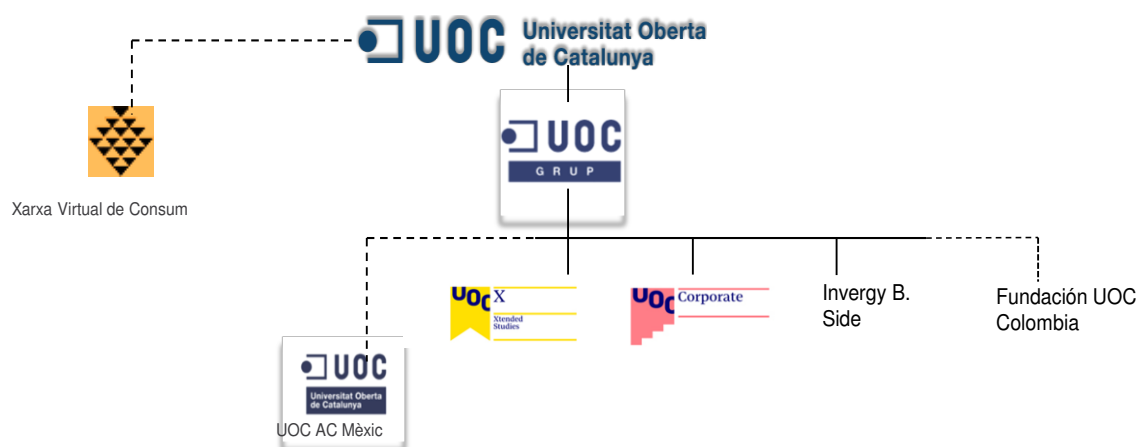 UOC Universitat Oberta
de Catalunya
UOC
GRUP
Xarxa Virtual de Consum
UOC X
Xtended
Studies
UOC Corporate
Invergy B.
Side
Fundación UOC
Colombia
UOC
Universitat Oberta
de Catalunya
UOC AC Mèxic